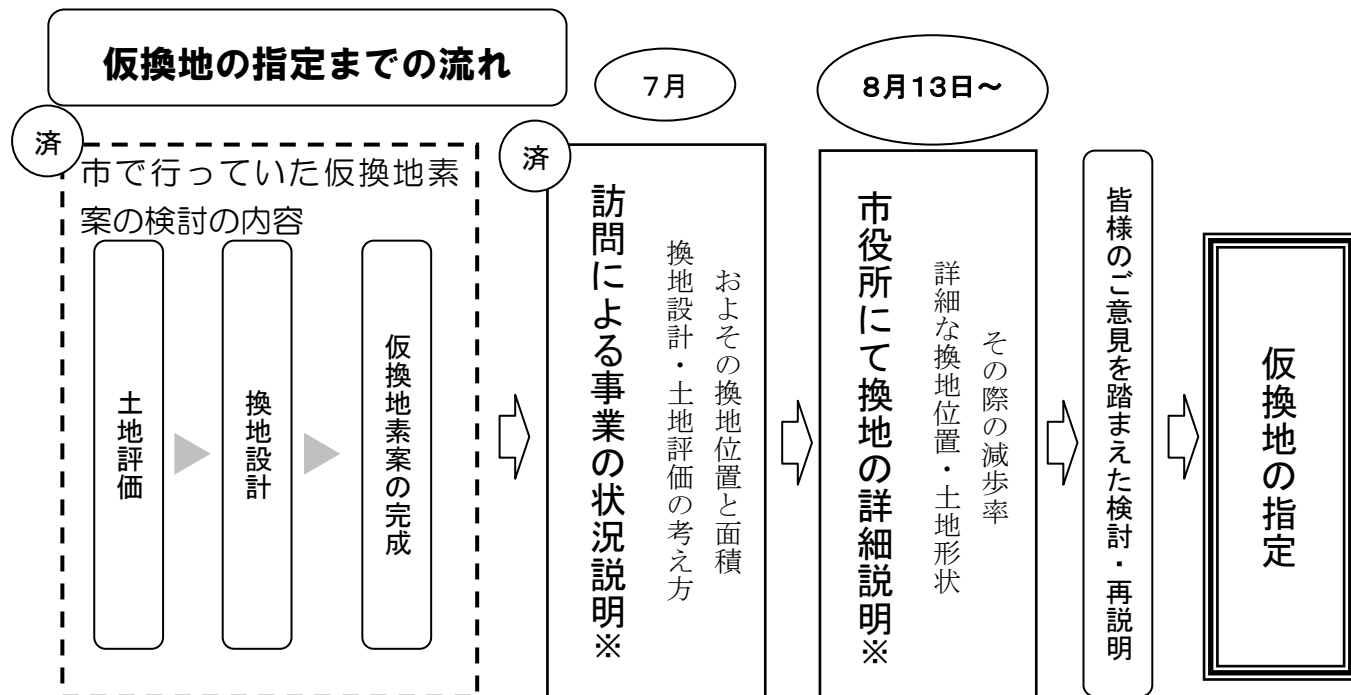 仮換地の指定までの流れ
済
市で行っていた仮換地素
案の検討の内容
土地評価
換地設計
仮換地素案の完成
済
7月
訪問による事業の状況説明※
換地設計・土地評価の考え方
およその換地位置と面積
8月13日～
市役所にて換地の詳細説明※
詳細な換地位置・土地形状
その際の減歩率
皆様のご意見を踏まえた検討・再説明
仮換地の指定